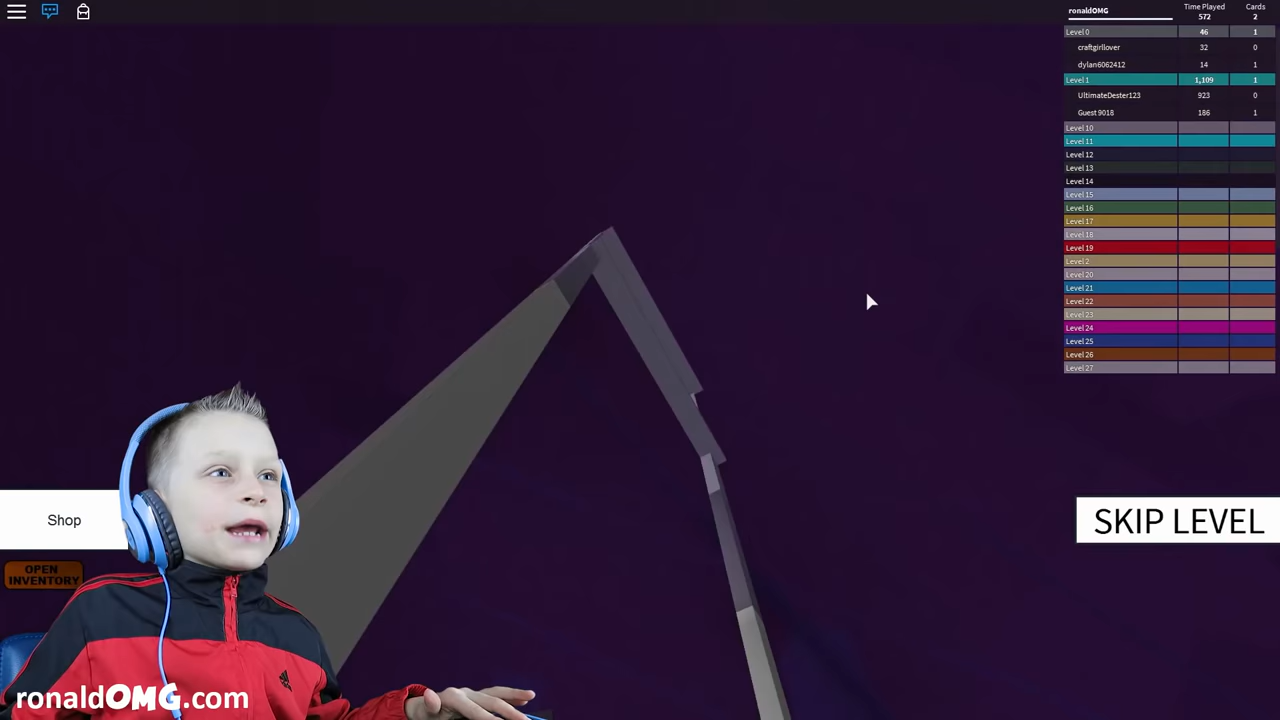 ronaldOMG Time Played Cards
572 2
Level 0 46 1
craftgirllover 32 0
dylan6062412 14 1
Level 1 1,109 1
UltimateDester123 923 0
Guest 9018 186 1
Level 10
Level 11
Level 12
Level 13
Level 14
Level 15
Level 16
Level 17
Level 18
Level 19
Level 2
Level 20
Level 21
Level 22
Level 23
Level 24
Level 25
Level 26
Level 27
Shop
SKIP LEVEL
OPEN
INVENTORY
ronaldOMG.com